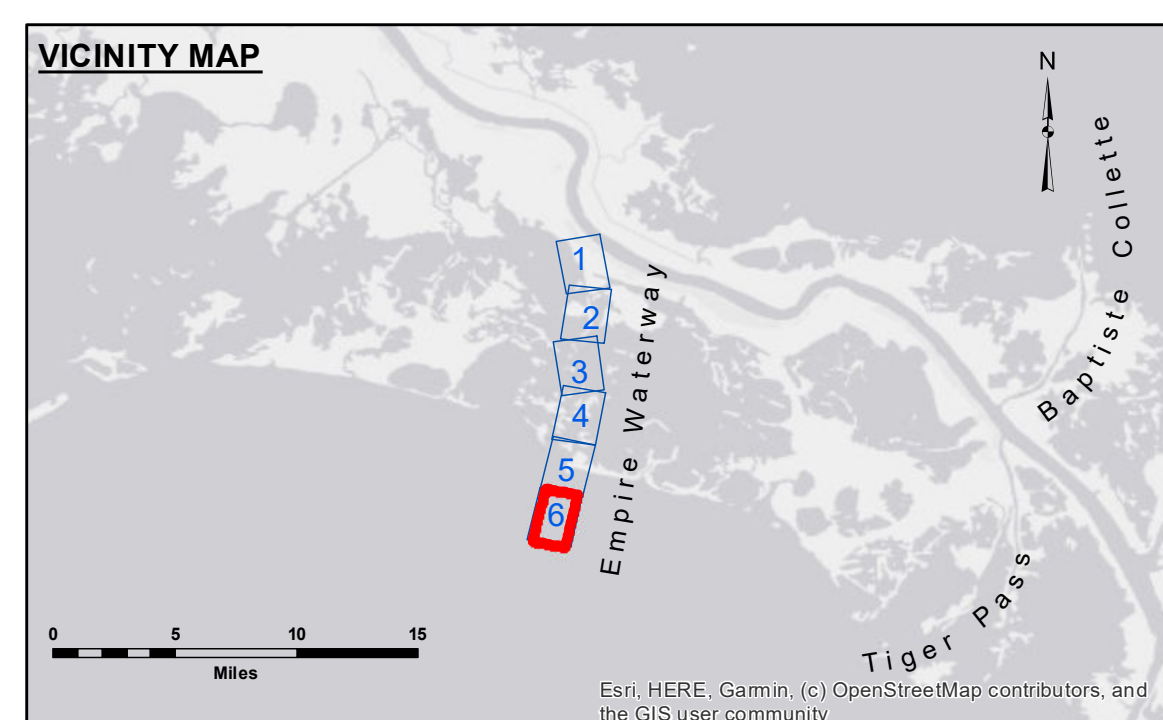 VICINITY MAP
N
Baptiste Collette
1
2
3
4
5
6
Empire Waterway
Tiger Pass
0 5 10 15
Miles
Esri, HERE, Garmin, (c) OpenStreetMap contributors, and
the GIS user community